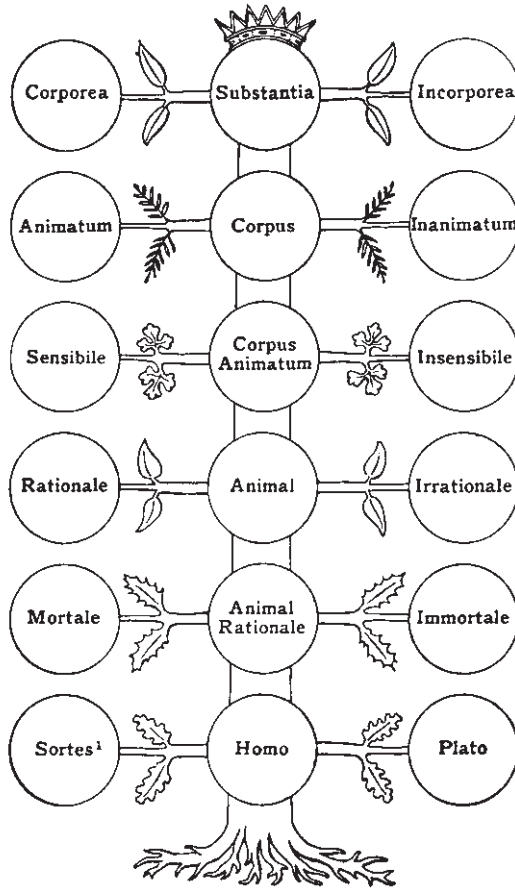 Corporea
Substantia
Incorporea
Animatum
Corpus
Inanimatum
Sensibile
Corpus
Animatum
Insensibile
Rationale
Animal
Irrationale
Mortale
Animal
Rationale
Immortale
Sortes¹
Homo
Plato